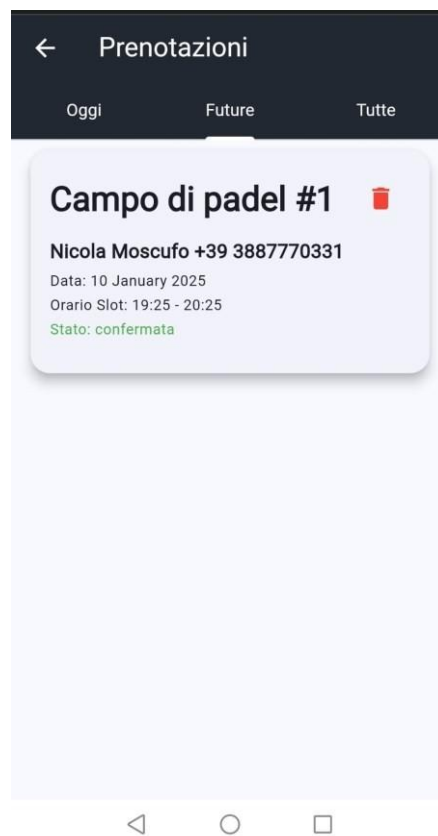 Prenotazioni
Oggi Future Tutte
Campo di padel #1
Nicola Moscufo +39 3887770331
Data: 10 January 2025
Orario Slot: 19:25 - 20:25
Stato: confermata